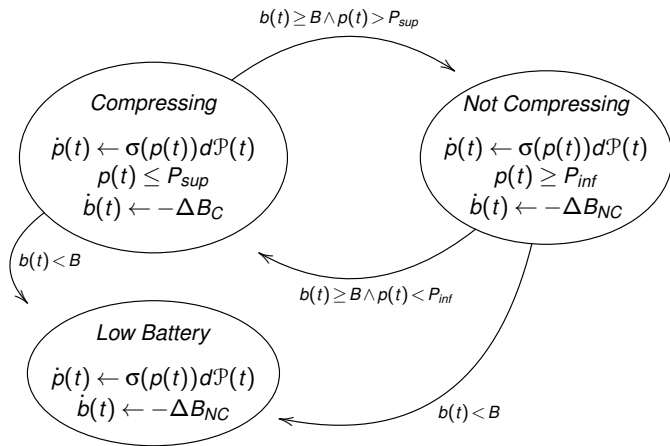 b(t) ≥ B ∧ p(t) > P_sup
Compressing
ṗ(t) ← σ(p(t))d𝒫(t)
p(t) ≤ P_sup
ḃ(t) ← −ΔB_C
Not Compressing
ṗ(t) ← σ(p(t))d𝒫(t)
p(t) ≥ P_inf
ḃ(t) ← −ΔB_NC
b(t) < B
b(t) ≥ B ∧ p(t) < P_inf
Low Battery
ṗ(t) ← σ(p(t))d𝒫(t)
ḃ(t) ← −ΔB_NC
b(t) < B